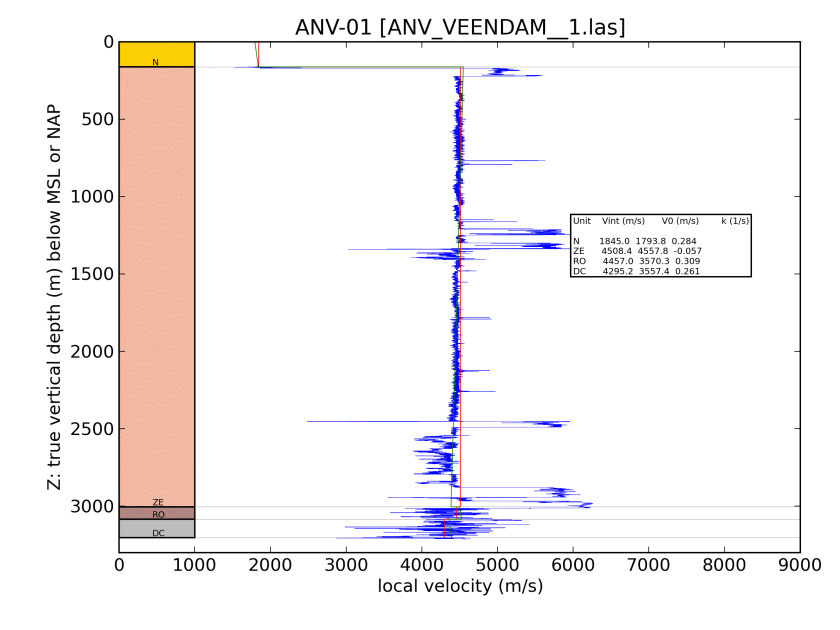 ANV-01 [ANV_VEENDAM__1.las]
Z: true vertical depth (m) below MSL or NAP
0
500
1000
1500
2000
2500
3000
N
ZE
RO
DC
Unit Vint (m/s) V0 (m/s) k (1/s)
N 1845.0 1793.8 0.284
ZE 4508.4 4557.8 -0.057
RO 4457.0 3570.3 0.309
DC 4295.2 3557.4 0.261
0 1000 2000 3000 4000 5000 6000 7000 8000 9000
local velocity (m/s)